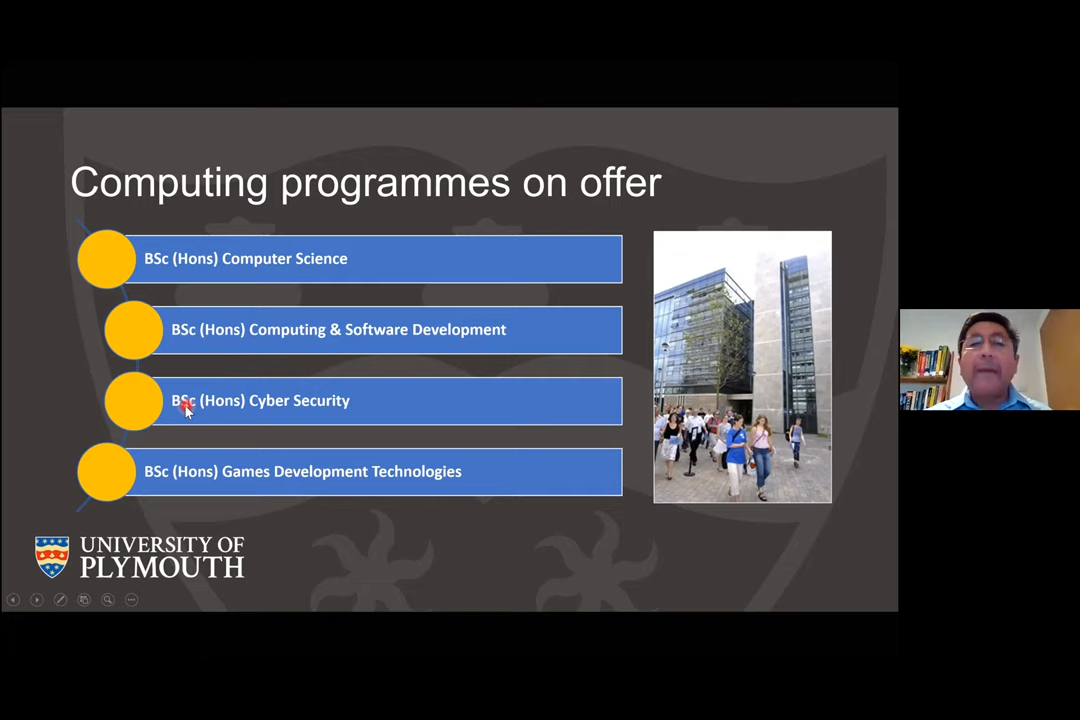 Computing programmes on offer
BSc (Hons) Computer Science
BSc (Hons) Computing & Software Development
BSc (Hons) Cyber Security
BSc (Hons) Games Development Technologies
UNIVERSITY OF
PLYMOUTH